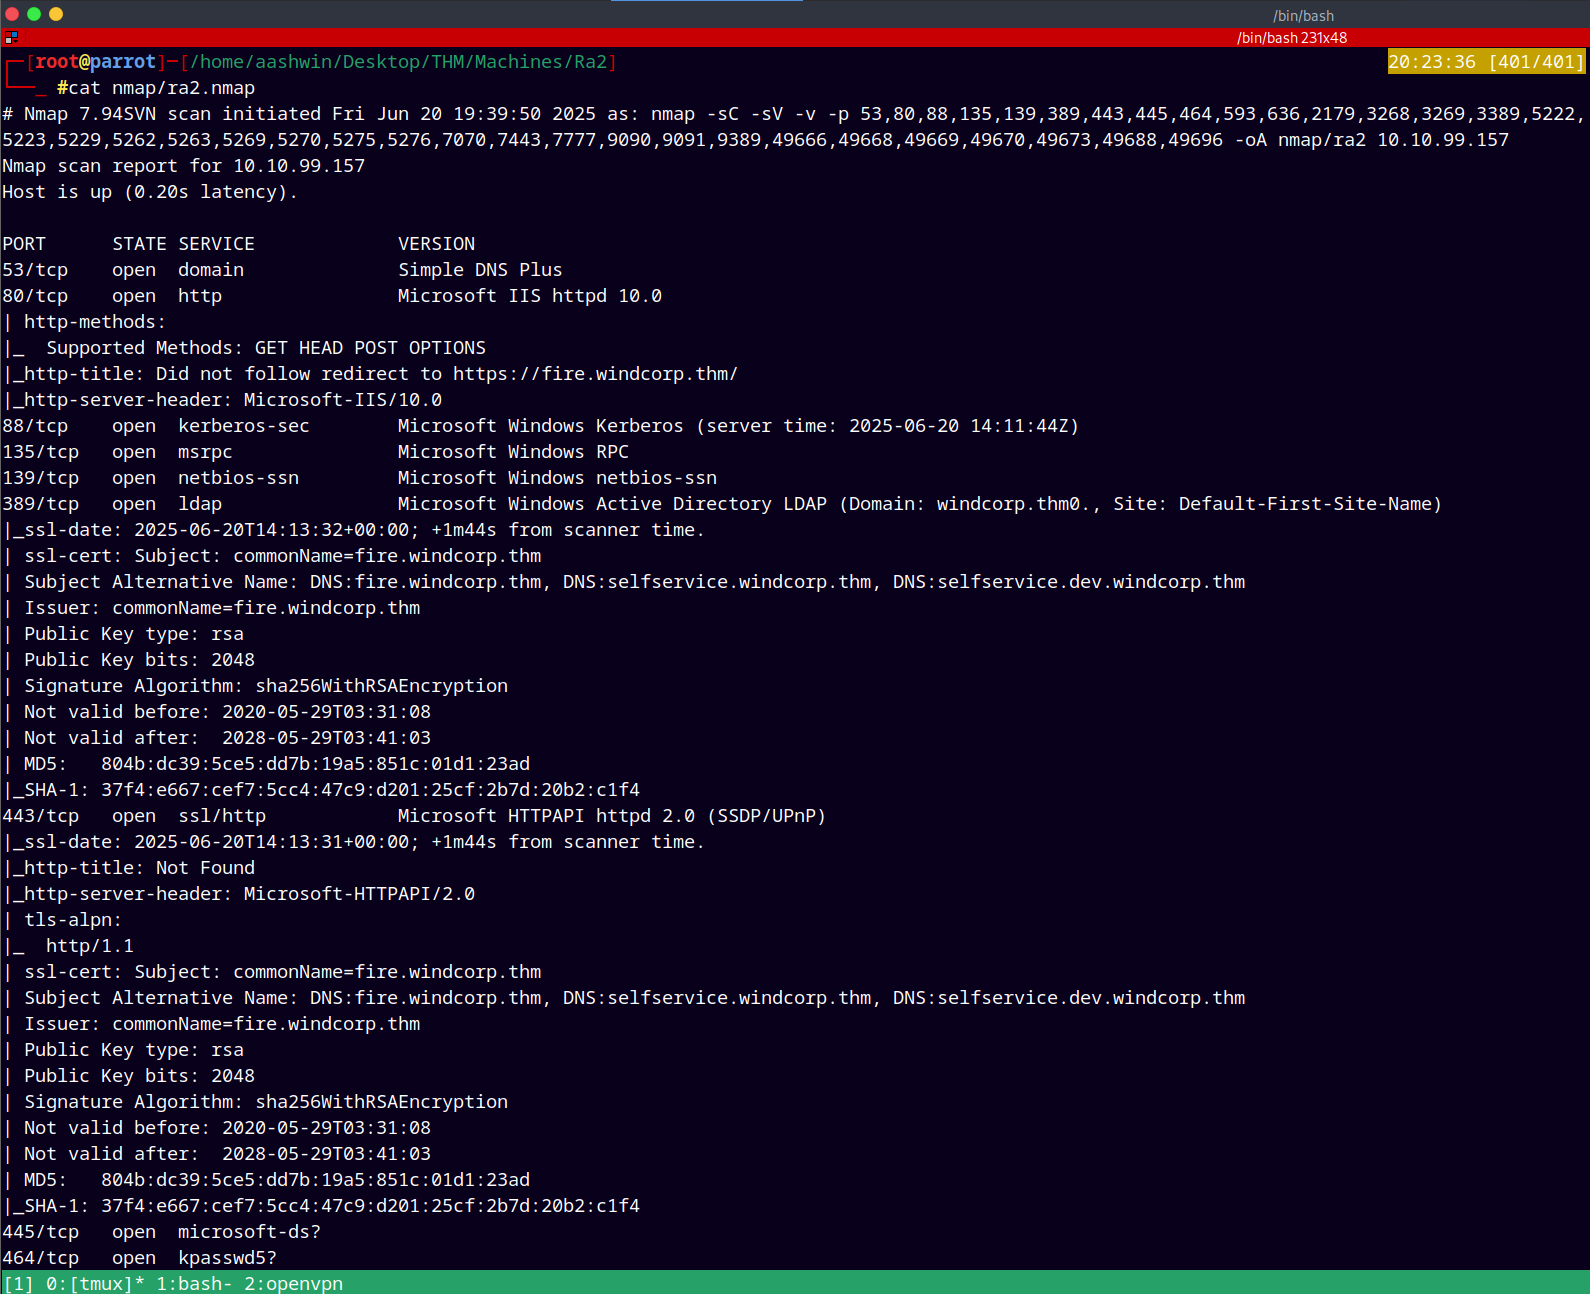 /bin/bash
/bin/bash 231x48
┌─[root@parrot]─[/home/aashwin/Desktop/THM/Machines/Ra2] 20:23:36 [401/401]
└──╼ #cat nmap/ra2.nmap
# Nmap 7.94SVN scan initiated Fri Jun 20 19:39:50 2025 as: nmap -sC -sV -v -p 53,80,88,135,139,389,443,445,464,593,636,2179,3268,3269,3389,5222,
5223,5229,5262,5263,5269,5270,5275,5276,7070,7443,7777,9090,9091,9389,49666,49668,49669,49670,49673,49688,49696 -oA nmap/ra2 10.10.99.157
Nmap scan report for 10.10.99.157
Host is up (0.20s latency).

PORT      STATE SERVICE             VERSION
53/tcp    open  domain              Simple DNS Plus
80/tcp    open  http                Microsoft IIS httpd 10.0
| http-methods:
|_  Supported Methods: GET HEAD POST OPTIONS
|_http-title: Did not follow redirect to https://fire.windcorp.thm/
|_http-server-header: Microsoft-IIS/10.0
88/tcp    open  kerberos-sec        Microsoft Windows Kerberos (server time: 2025-06-20 14:11:44Z)
135/tcp   open  msrpc               Microsoft Windows RPC
139/tcp   open  netbios-ssn         Microsoft Windows netbios-ssn
389/tcp   open  ldap                Microsoft Windows Active Directory LDAP (Domain: windcorp.thm0., Site: Default-First-Site-Name)
|_ssl-date: 2025-06-20T14:13:32+00:00; +1m44s from scanner time.
| ssl-cert: Subject: commonName=fire.windcorp.thm
| Subject Alternative Name: DNS:fire.windcorp.thm, DNS:selfservice.windcorp.thm, DNS:selfservice.dev.windcorp.thm
| Issuer: commonName=fire.windcorp.thm
| Public Key type: rsa
| Public Key bits: 2048
| Signature Algorithm: sha256WithRSAEncryption
| Not valid before: 2020-05-29T03:31:08
| Not valid after:  2028-05-29T03:41:03
| MD5:   804b:dc39:5ce5:dd7b:19a5:851c:01d1:23ad
|_SHA-1: 37f4:e667:cef7:5cc4:47c9:d201:25cf:2b7d:20b2:c1f4
443/tcp   open  ssl/http            Microsoft HTTPAPI httpd 2.0 (SSDP/UPnP)
|_ssl-date: 2025-06-20T14:13:31+00:00; +1m44s from scanner time.
|_http-title: Not Found
|_http-server-header: Microsoft-HTTPAPI/2.0
| tls-alpn:
|_  http/1.1
| ssl-cert: Subject: commonName=fire.windcorp.thm
| Subject Alternative Name: DNS:fire.windcorp.thm, DNS:selfservice.windcorp.thm, DNS:selfservice.dev.windcorp.thm
| Issuer: commonName=fire.windcorp.thm
| Public Key type: rsa
| Public Key bits: 2048
| Signature Algorithm: sha256WithRSAEncryption
| Not valid before: 2020-05-29T03:31:08
| Not valid after:  2028-05-29T03:41:03
| MD5:   804b:dc39:5ce5:dd7b:19a5:851c:01d1:23ad
|_SHA-1: 37f4:e667:cef7:5cc4:47c9:d201:25cf:2b7d:20b2:c1f4
445/tcp   open  microsoft-ds?
464/tcp   open  kpasswd5?
[1] 0:[tmux]* 1:bash- 2:openvpn